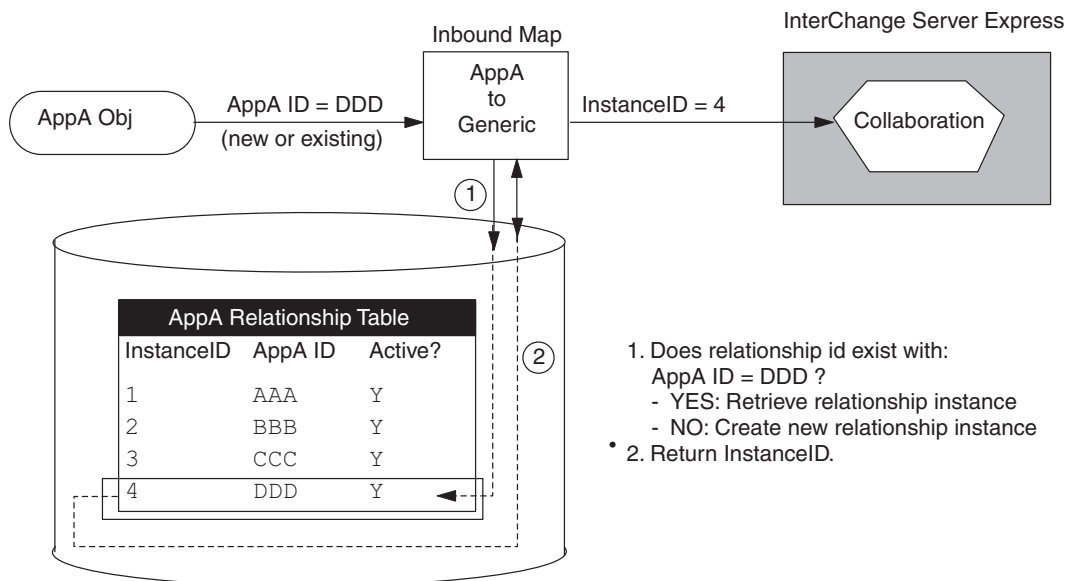 InterChange Server Express
Inbound Map
AppA Obj
AppA ID = DDD
(new or existing)
AppA
to
Generic
InstanceID = 4
Collaboration
1
AppA Relationship Table
InstanceID AppA ID Active?
1 AAA Y
2 BBB Y
3 CCC Y
4 DDD Y
2
1. Does relationship id exist with:
AppA ID = DDD ?
- YES: Retrieve relationship instance
- NO: Create new relationship instance
2. Return InstanceID.